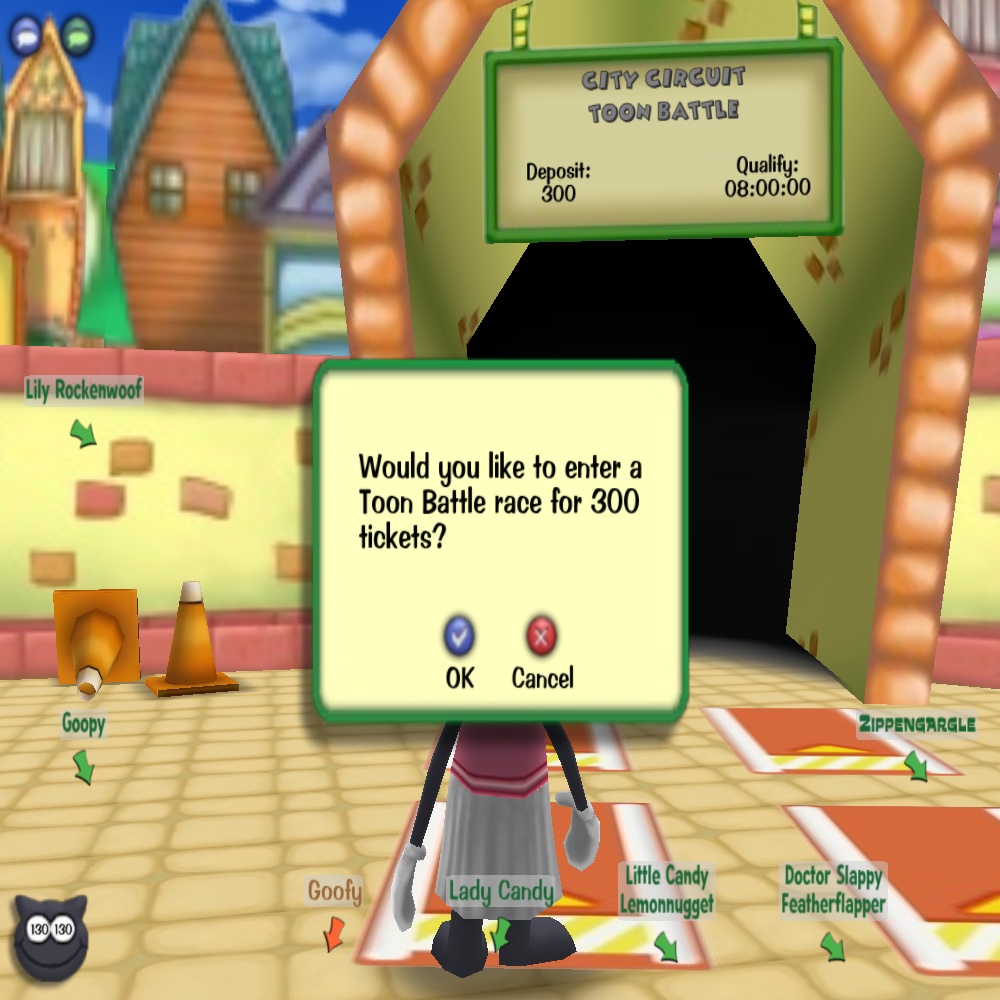 CITY CIRCUIT
TOON BATTLE
Deposit:
300
Qualify:
08:00:00
Lily Rockenwoof
Would you like to enter a
Toon Battle race for 300
tickets?
OK
Cancel
Goopy
ZIPPENGARGLE
Goofy
Lady Candy
Little Candy
Lemonnugget
Doctor Slappy
Featherflapper
130 130